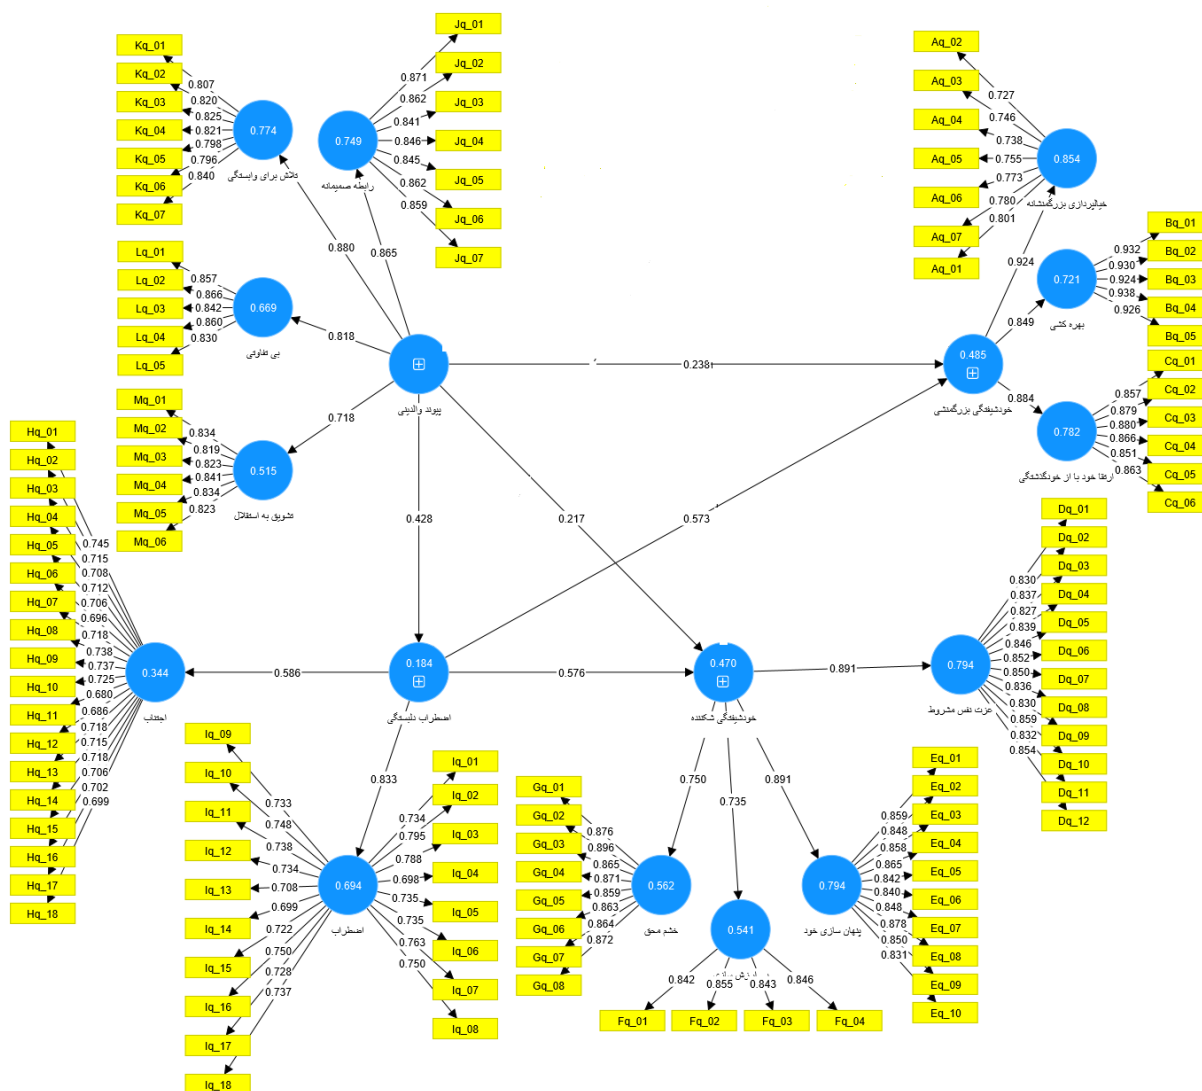 Kq_01
Kq_02
Kq_03
Kq_04
Kq_05
Kq_06
Kq_07
0.807
0.820
0.825
0.821
0.798
0.796
0.840
0.774
تلاش برای وابستگی
Jq_01
Jq_02
Jq_03
Jq_04
Jq_05
Jq_06
Jq_07
0.871
0.862
0.841
0.846
0.845
0.862
0.859
0.749
رابطه صمیمانه
Aq_02
Aq_03
Aq_04
Aq_05
Aq_06
Aq_07
Aq_01
0.727
0.746
0.738
0.755
0.773
0.780
0.801
0.854
خیالپردازی بزرگمنشانه
Bq_01
Bq_02
Bq_03
Bq_04
Bq_05
0.932
0.930
0.924
0.938
0.926
0.721
بهره کشی
Lq_01
Lq_02
Lq_03
Lq_04
Lq_05
0.857
0.866
0.842
0.860
0.830
0.669
بی تفاوتی
0.880
0.865
0.818
0.718
پیوند والدینی
0.238
0.924
0.849
0.884
0.485
خودشیفتگی بزرگمنشی
Cq_01
Cq_02
Cq_03
Cq_04
Cq_05
Cq_06
0.857
0.879
0.880
0.866
0.851
0.863
0.782
ارتقا خود با از خودگذشتگی
Mq_01
Mq_02
Mq_03
Mq_04
Mq_05
Mq_06
0.834
0.819
0.823
0.841
0.834
0.823
0.515
تشویق به استقلال
0.428
0.217
0.573
Hq_01
Hq_02
Hq_03
Hq_04
Hq_05
Hq_06
Hq_07
Hq_08
Hq_09
Hq_10
Hq_11
Hq_12
Hq_13
Hq_14
Hq_15
Hq_16
Hq_17
Hq_18
0.745
0.715
0.708
0.712
0.706
0.696
0.718
0.738
0.737
0.725
0.680
0.686
0.718
0.715
0.718
0.706
0.702
0.699
0.344
اجتناب
0.586
0.184
اضطراب دلبستگی
0.576
0.470
خودشیفتگی شکننده
0.891
0.794
عزت نفس مشروط
Dq_01
Dq_02
Dq_03
Dq_04
Dq_05
Dq_06
Dq_07
Dq_08
Dq_09
Dq_10
Dq_11
Dq_12
0.830
0.837
0.827
0.839
0.846
0.852
0.850
0.836
0.830
0.859
0.832
0.854
0.833
0.750
0.735
0.891
Iq_09
Iq_10
Iq_11
Iq_12
Iq_13
Iq_14
Iq_15
Iq_16
Iq_17
Iq_18
0.733
0.748
0.738
0.734
0.708
0.699
0.722
0.750
0.728
0.737
0.694
اضطراب
Iq_01
Iq_02
Iq_03
Iq_04
Iq_05
Iq_06
Iq_07
Iq_08
0.734
0.795
0.788
0.698
0.735
0.735
0.763
0.750
Gq_01
Gq_02
Gq_03
Gq_04
Gq_05
Gq_06
Gq_07
Gq_08
0.876
0.896
0.865
0.871
0.859
0.863
0.864
0.872
0.562
خشم محق
0.541
0.842
0.855
0.843
0.846
Fq_01
Fq_02
Fq_03
Fq_04
0.794
پنهان سازی خود
Eq_01
Eq_02
Eq_03
Eq_04
Eq_05
Eq_06
Eq_07
Eq_08
Eq_09
Eq_10
0.859
0.848
0.858
0.865
0.842
0.840
0.848
0.878
0.850
0.831